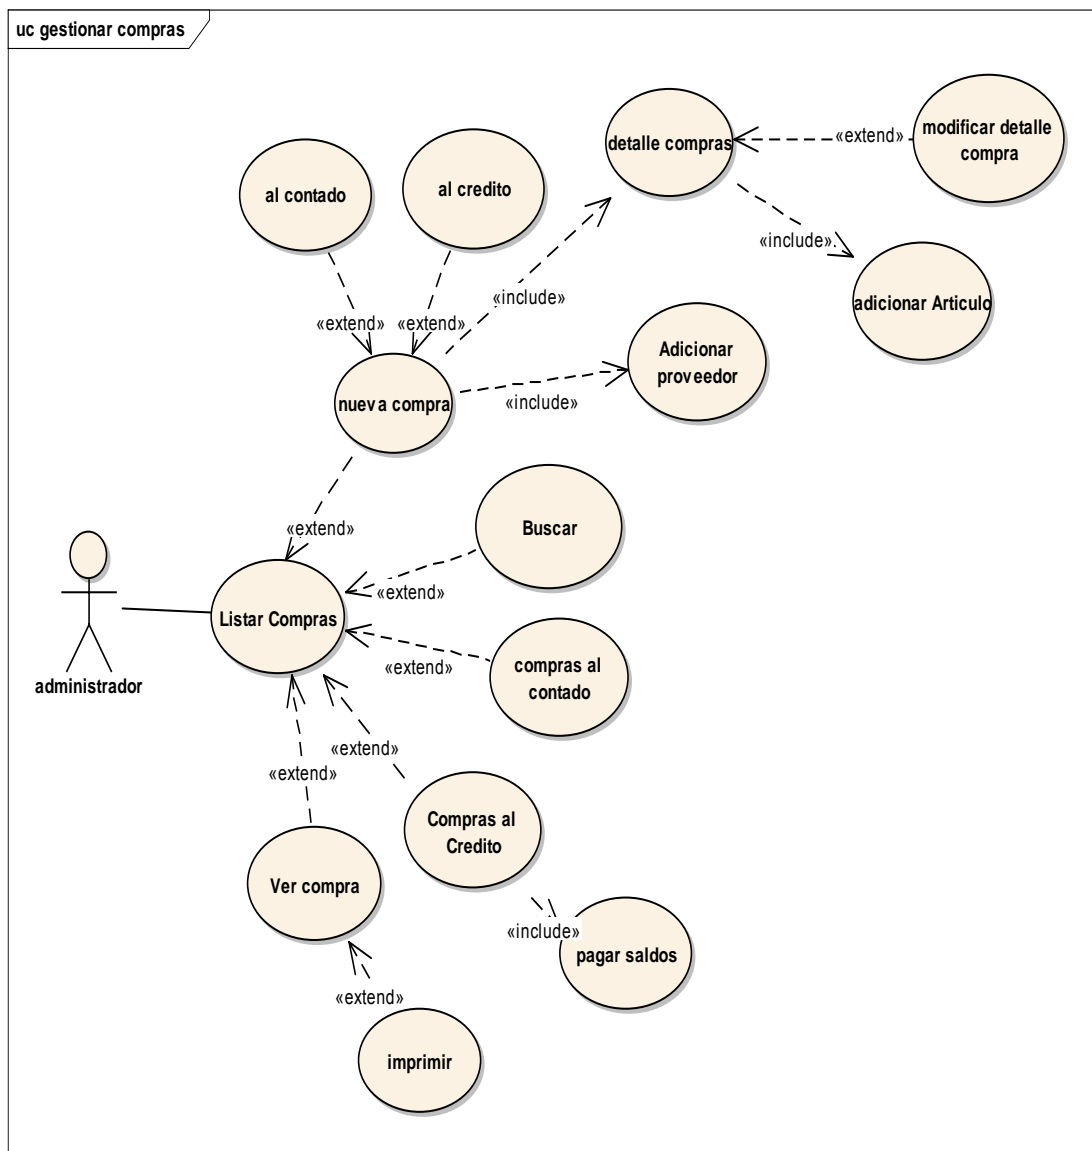 uc gestionar compras
detalle compras
«extend»
modificar detalle
compra
al contado
al credito
«include»
adicionar Articulo
«include»
«extend»
«extend»
Adicionar
proveedor
nueva compra
«include»
«extend»
Buscar
«extend»
Listar Compras
«extend»
compras al
contado
administrador
«extend»
«extend»
Compras al
Credito
Ver compra
«include»
pagar saldos
«extend»
imprimir